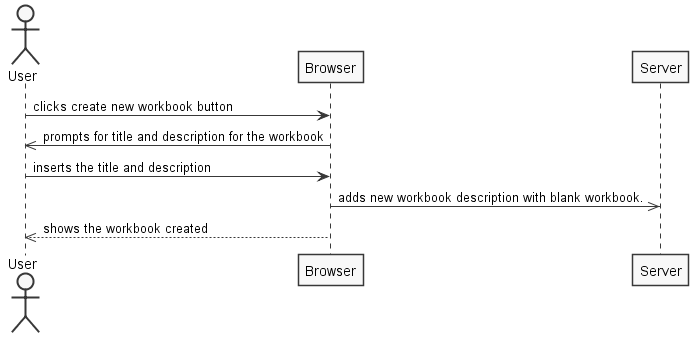 User
Browser
Server
clicks create new workbook button
prompts for title and description for the workbook
inserts the title and description
adds new workbook description with blank workbook.
shows the workbook created
User
Browser
Server